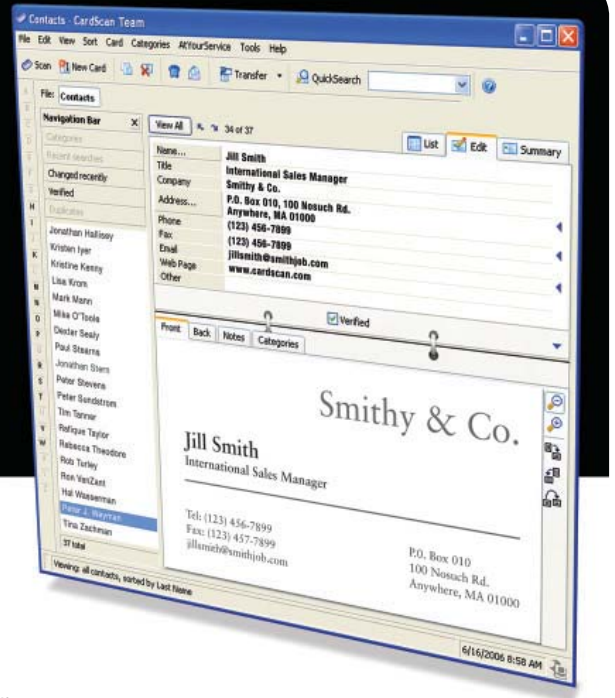 Contacts - CardScan Team
File Edit View Sort Card Categories AtYourService Tools Help
Scan New Card Transfer QuickSearch
File: Contacts
Navigation Bar X
Categories
Recent searches
Changed recently
Verified
Duplicates
Jonathan Hallisey
Kristen Iyer
Kristine Kenny
Lisa Krom
Mark Mann
Mike O'Toole
Dexter Sealy
Paul Stearns
Jonathan Stern
Peter Stevens
Peter Sundstrom
Tim Tanner
Rafique Taylor
Rebecca Theodore
Rob Turley
Ron VanZant
Hal Wasserman
Peter J. Wayman
Tina Zachman
37 total
View All 34 of 37
List Edit Summary
Name... Jill Smith
Title International Sales Manager
Company Smithy & Co.
Address... P.O. Box 010, 100 Nosuch Rd.
Anywhere, MA 01000
Phone (123) 456-7899
Fax (123) 456-7899
Email jillsmith@smithjob.com
Web Page www.cardscan.com
Other
Verified
Front Back Notes Categories
Smithy & Co.
Jill Smith
International Sales Manager
Tel: (123) 456-7899
Fax: (123) 457-7899
jillsmith@smithjob.com
P.O. Box 010
100 Nosuch Rd.
Anywhere, MA 01000
Viewing: all contacts, sorted by Last Name
6/16/2006 8:58 AM